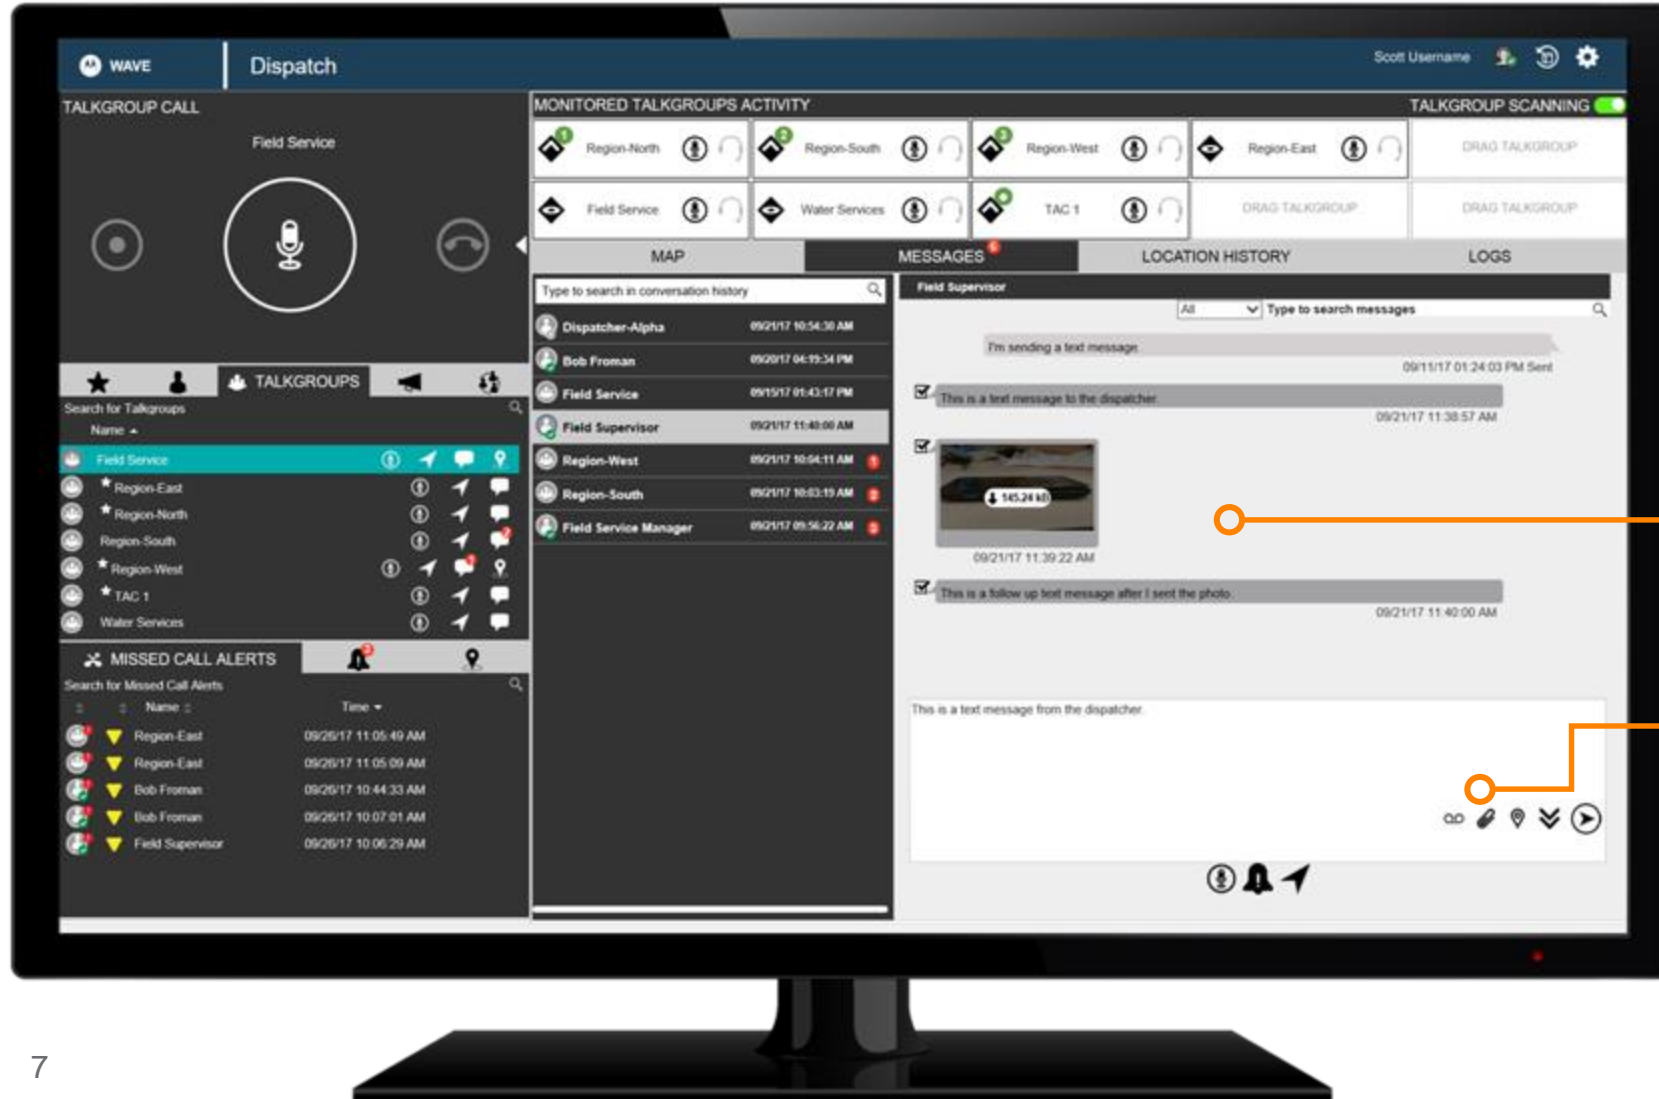 WAVE
Dispatch
Scott Username
TALKGROUP CALL
Field Service
MONITORED TALKGROUPS ACTIVITY
TALKGROUP SCANNING
1 Region-North
2 Region-South
3 Region-West
Region-East
DRAG TALKGROUP
Field Service
Water Services
TAC 1
DRAG TALKGROUP
DRAG TALKGROUP
MAP
MESSAGES
LOCATION HISTORY
LOGS
TALKGROUPS
Search for Talkgroups
Name
Field Service
Region-East
Region-North
Region-South
Region-West
TAC 1
Water Services
MISSED CALL ALERTS
Search for Missed Call Alerts
Name Time
Region-East 09/26/17 11:05:49 AM
Region-East 09/26/17 11:05:09 AM
Bob Froman 09/26/17 10:44:33 AM
Bob Froman 09/26/17 10:07:01 AM
Field Supervisor 09/26/17 10:06:29 AM
Type to search in conversation history
Dispatcher-Alpha 09/21/17 10:54:30 AM
Bob Froman 09/20/17 04:19:34 PM
Field Service 09/15/17 01:43:17 PM
Field Supervisor 09/21/17 11:40:00 AM
Region-West 09/21/17 10:04:11 AM 1
Region-South 09/21/17 10:03:19 AM
Field Service Manager 09/21/17 09:56:22 AM
Field Supervisor
All
Type to search messages
I'm sending a text message.
09/11/17 01:24:03 PM Sent
This is a text message to the dispatcher.
09/21/17 11:38:57 AM
145.24 kB
09/21/17 11:39:22 AM
This is a follow up text message after I sent the photo.
09/21/17 11:40:00 AM
This is a text message from the dispatcher.
7